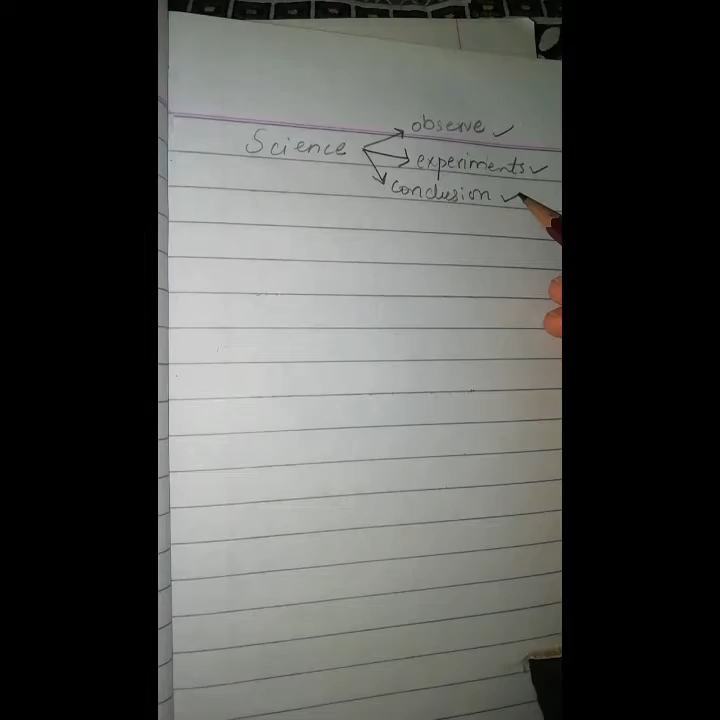 observe ✓
Science experiments ✓
conclusion ✓